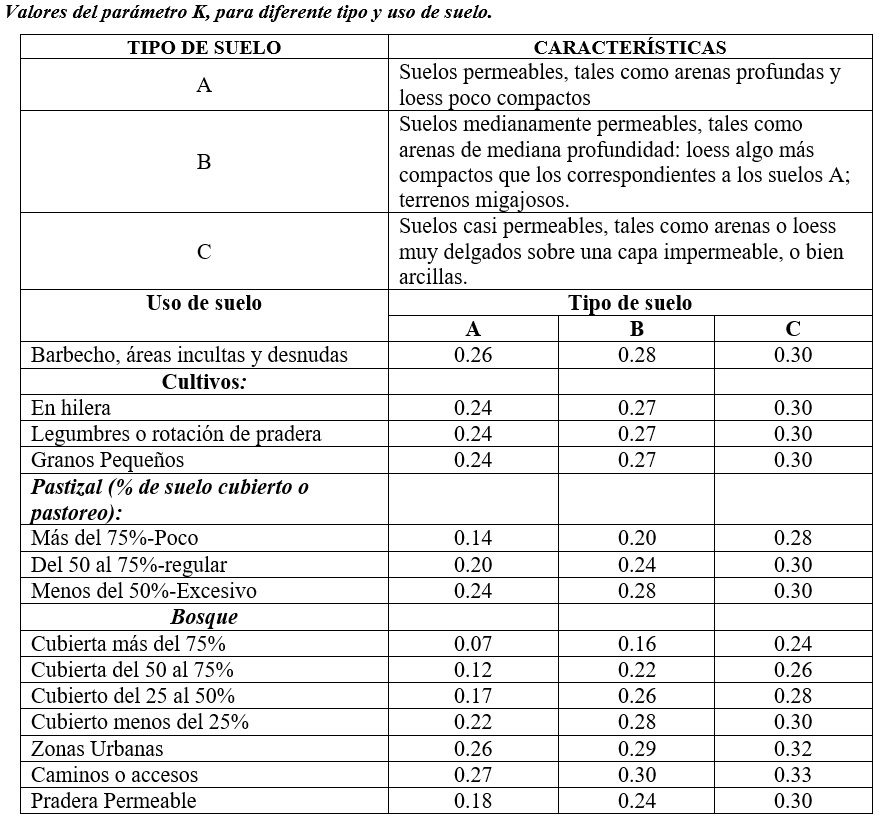 Valores del parámetro K, para diferente tipo y uso de suelo.
TIPO DE SUELO CARACTERÍSTICAS
A
Suelos permeables, tales como arenas profundas y
loess poco compactos
B
Suelos medianamente permeables, tales como
arenas de mediana profundidad: loess algo más
compactos que los correspondientes a los suelos A;
terrenos migajosos.
C
Suelos casi permeables, tales como arenas o loess
muy delgados sobre una capa impermeable, o bien
arcillas.
Uso de suelo Tipo de suelo
A B C
Barbecho, áreas incultas y desnudas 0.26 0.28 0.30
Cultivos:
En hilera 0.24 0.27 0.30
Legumbres o rotación de pradera 0.24 0.27 0.30
Granos Pequeños 0.24 0.27 0.30
Pastizal (% de suelo cubierto o
pastoreo):
Más del 75%-Poco 0.14 0.20 0.28
Del 50 al 75%-regular 0.20 0.24 0.30
Menos del 50%-Excesivo 0.24 0.28 0.30
Bosque
Cubierta más del 75% 0.07 0.16 0.24
Cubierta del 50 al 75% 0.12 0.22 0.26
Cubierto del 25 al 50% 0.17 0.26 0.28
Cubierto menos del 25% 0.22 0.28 0.30
Zonas Urbanas 0.26 0.29 0.32
Caminos o accesos 0.27 0.30 0.33
Pradera Permeable 0.18 0.24 0.30